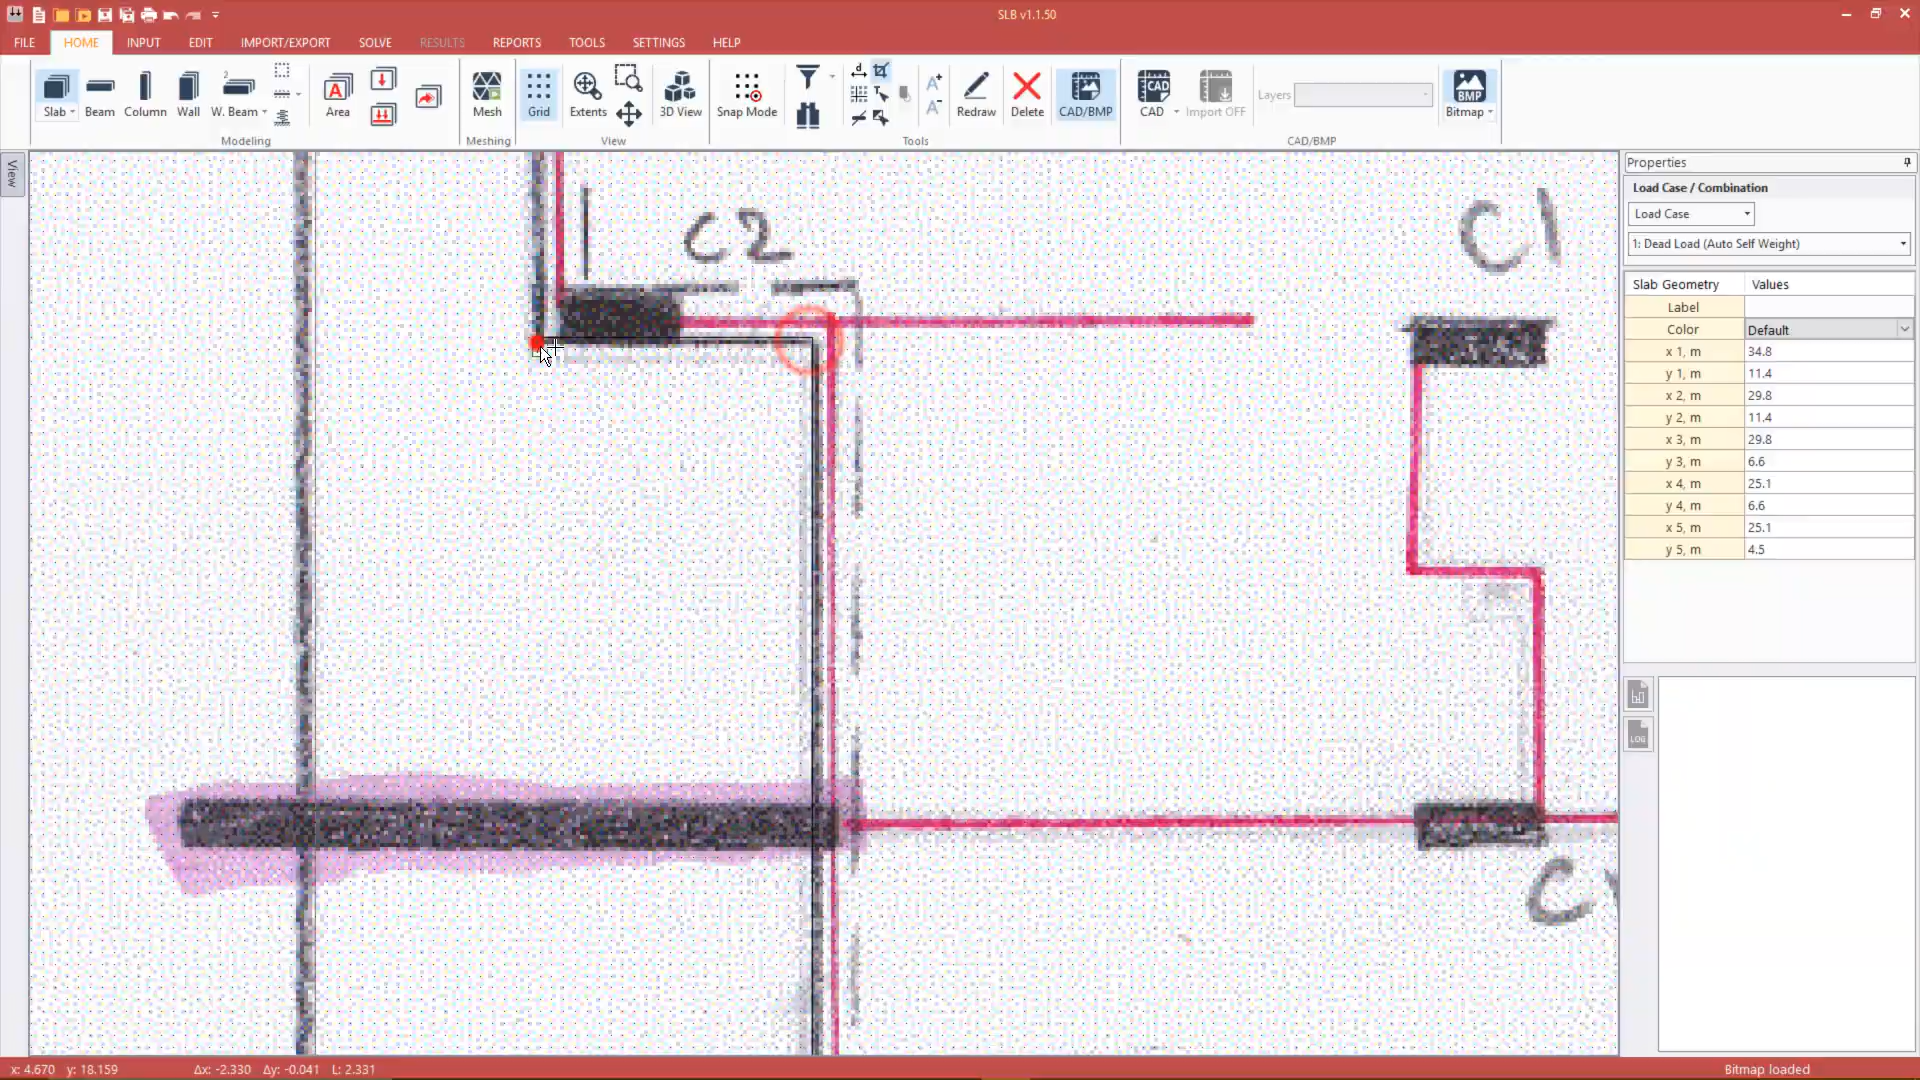 SLB v1.1.50
FILE HOME INPUT EDIT IMPORT/EXPORT SOLVE RESULTS REPORTS TOOLS SETTINGS HELP
Slab Beam Column Wall 2 W. Beam A Area Mesh Grid Extents 3D View Snap Mode d A+ A- Redraw Delete CAD/BMP CAD CAD Import OFF Layers BMP Bitmap
Modeling Meshing View Tools CAD/BMP
View
C2
C1
Properties
Load Case / Combination
Load Case
1: Dead Load (Auto Self Weight)
Slab Geometry Values
Label
Color Default
x 1, m 34.8
y 1, m 11.4
x 2, m 29.8
y 2, m 11.4
x 3, m 29.8
y 3, m 6.6
x 4, m 25.1
y 4, m 6.6
x 5, m 25.1
y 5, m 4.5
LOG
x: 4.670 y: 18.159 Δx: -2.330 Δy: -0.041 L: 2.331 Bitmap loaded